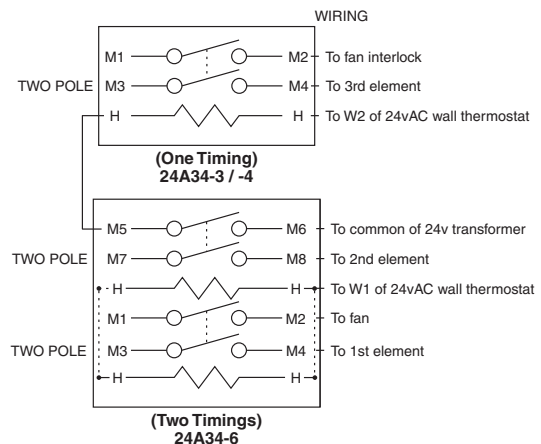 WIRING
M1 M2 To fan interlock
TWO POLE M3 M4 To 3rd element
H H To W2 of 24vAC wall thermostat
(One Timing)
24A34-3 / -4
M5 M6 To common of 24v transformer
TWO POLE M7 M8 To 2nd element
H H To W1 of 24vAC wall thermostat
M1 M2 To fan
TWO POLE M3 M4 To 1st element
H H
(Two Timings)
24A34-6